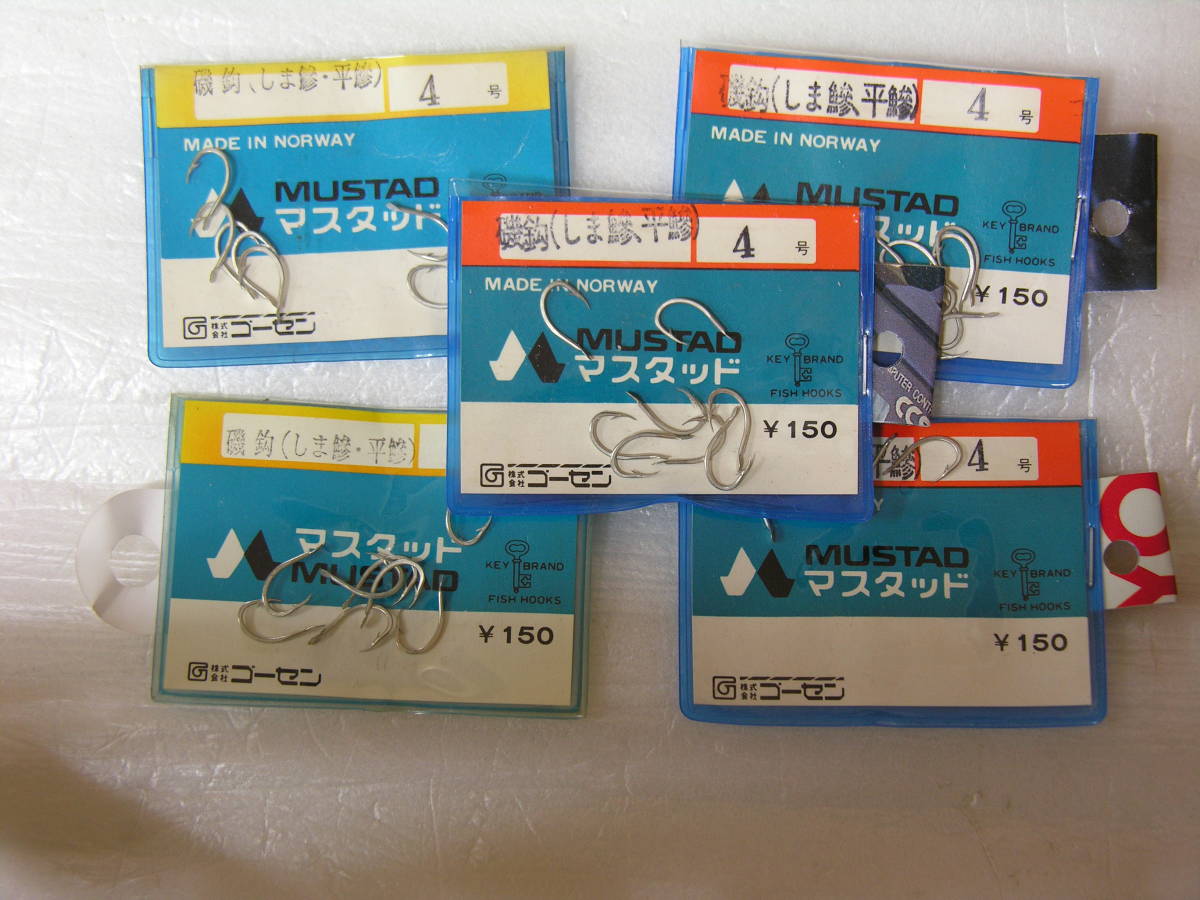 磯釣(しま鯵・平鯵)
4 号
MADE IN NORWAY
MUSTAD
マスタッド
株式会社 ゴーセン
磯釣(しま鯵、平鯵)
4 号
MADE IN NORWAY
MUSTAD
KEY BRAND
FISH HOOKS
¥150
磯釣(しま鯵、平鯵)
4 号
MADE IN NORWAY
MUSTAD
マスタッド
KEY BRAND
FISH HOOKS
¥150
株式会社 ゴーセン
磯釣(しま鯵・平鯵)
マスタッド
MUSTAD
KEY BRAND
FISH HOOKS
¥150
株式会社 ゴーセン
4 号
MUSTAD
マスタッド
KEY BRAND
FISH HOOKS
¥150
株式会社 ゴーセン